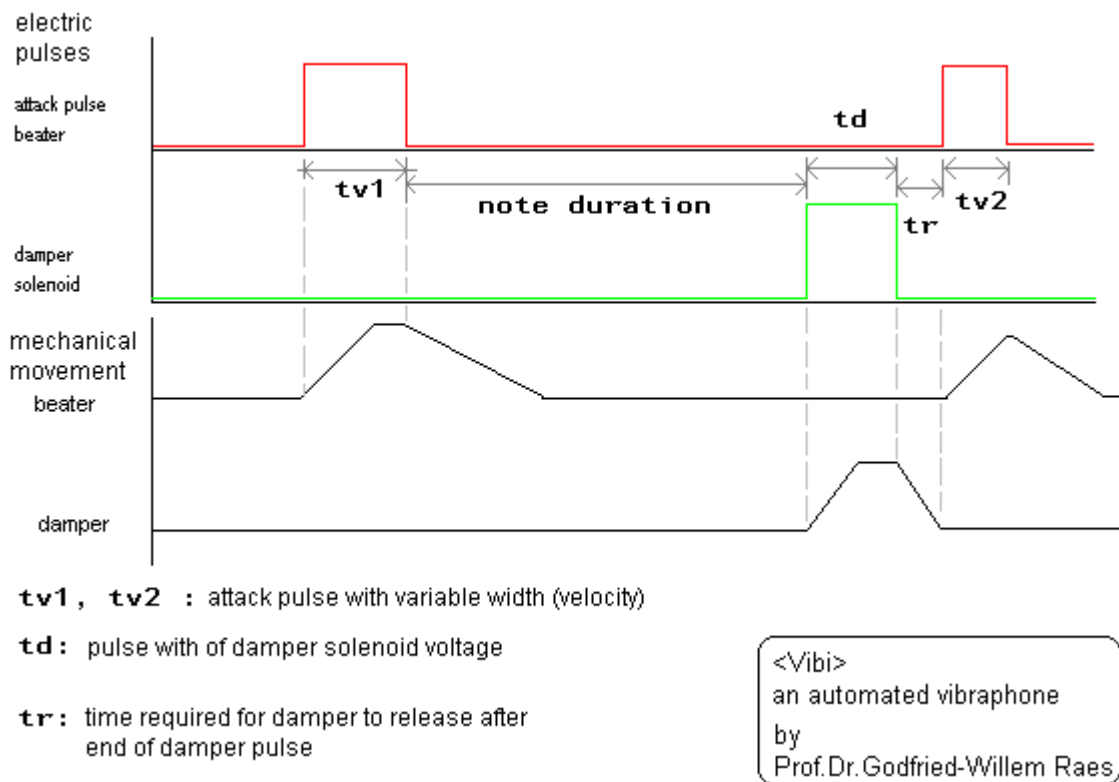 electric
pulses
attack pulse
beater
td
tv1
note duration
tv2
tr
damper
solenoid
mechanical
movement
beater
damper
tv1, tv2 : attack pulse with variable width (velocity)
td: pulse with of damper solenoid voltage
tr: time required for damper to release after
end of damper pulse
<Vibi>
an automated vibraphone
by
Prof.Dr.Godfried-Willem Raes